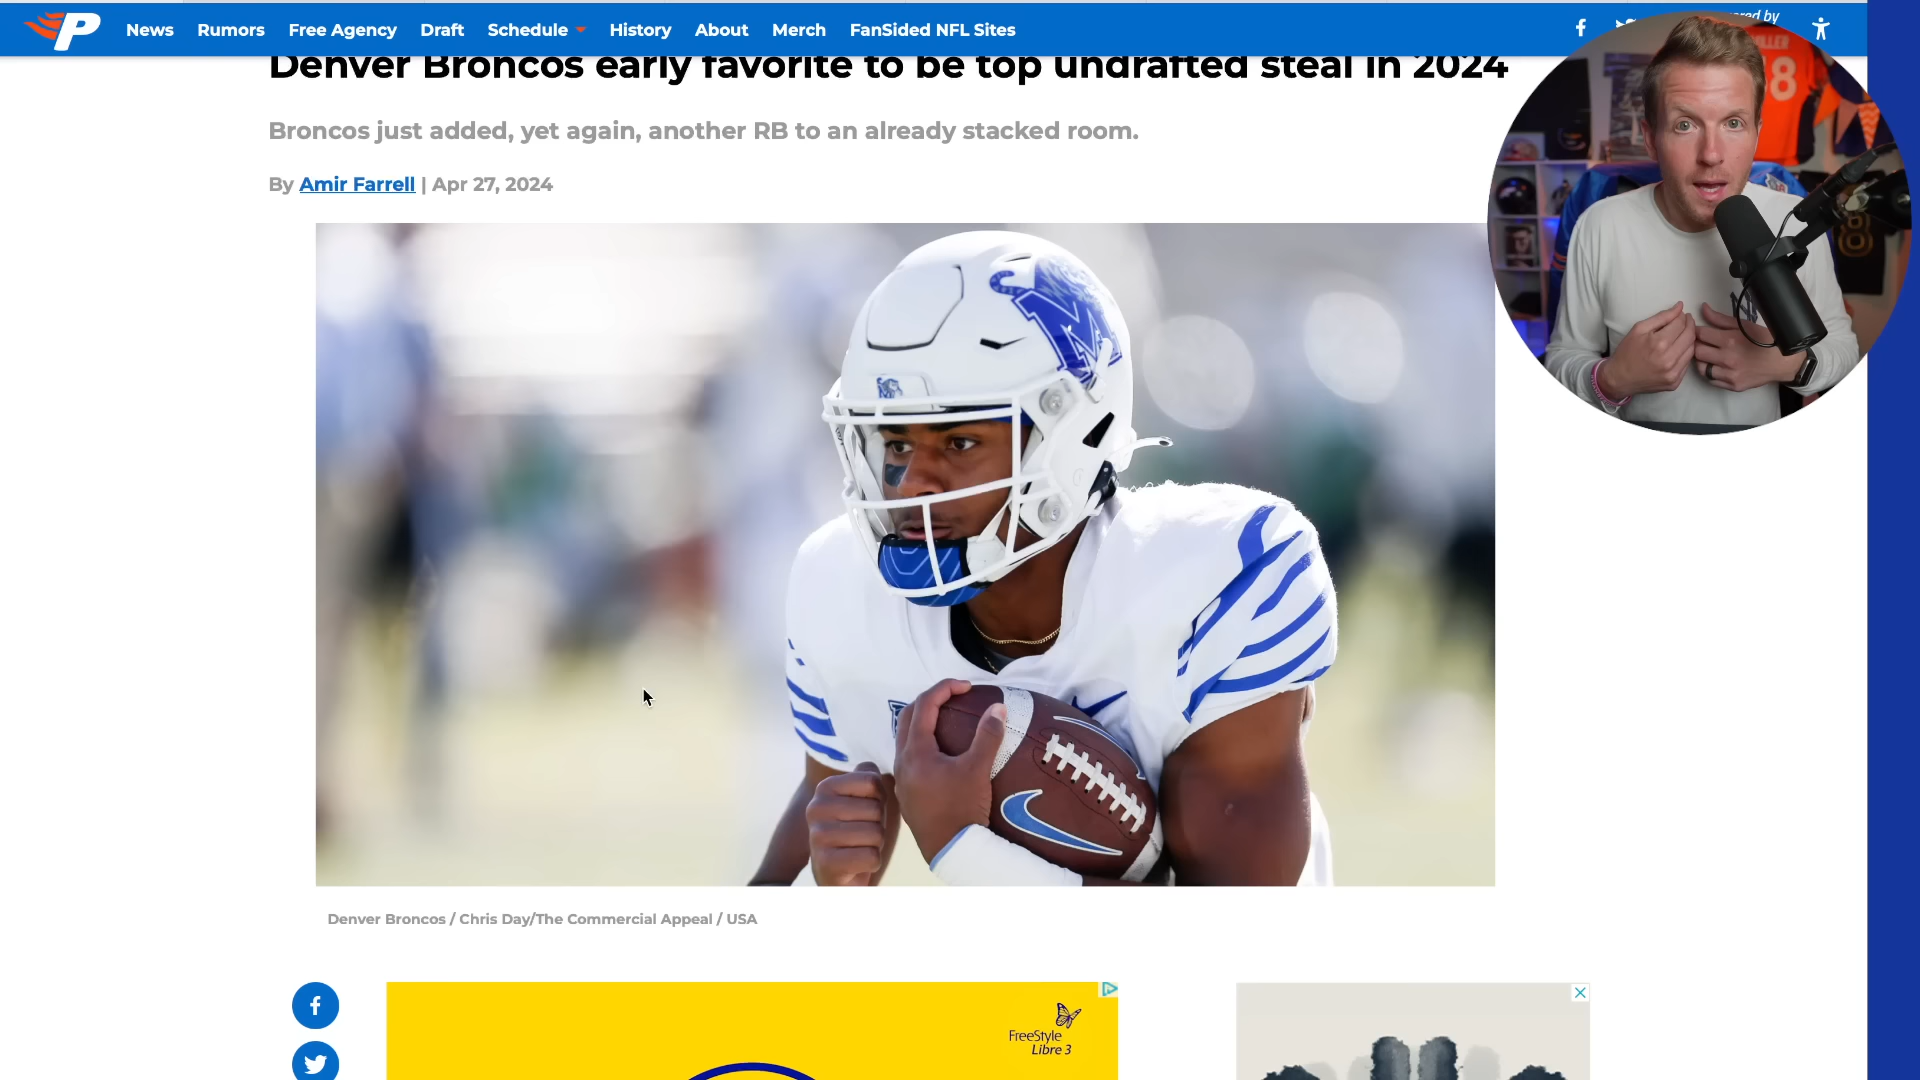 P
News Rumors Free Agency Draft Schedule History About Merch FanSided NFL Sites
Denver Broncos early favorite to be top undrafted steal in 2024
Broncos just added, yet again, another RB to an already stacked room.
By Amir Farrell | Apr 27, 2024
M
Denver Broncos / Chris Day/The Commercial Appeal / USA
FreeStyle
Libre 3